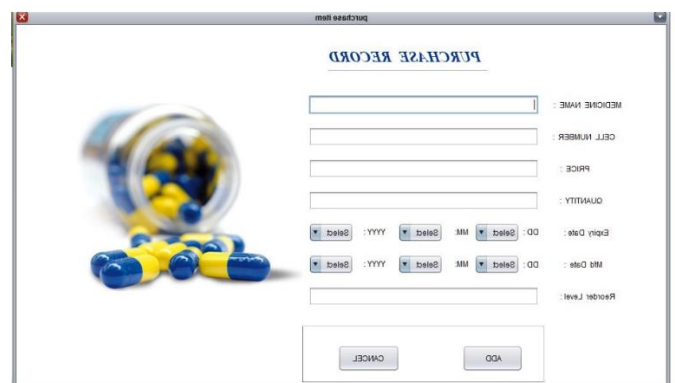 purchase item
PURCHASE RECORD
MEDICINE NAME :
CELL NUMBER :
PRICE :
QUANTITY :
Expiry Date : DD : Select MM: Select YYYY : Select
Mfd Date : DD : Select MM: Select YYYY : Select
Reorder Level :
ADD CANCEL